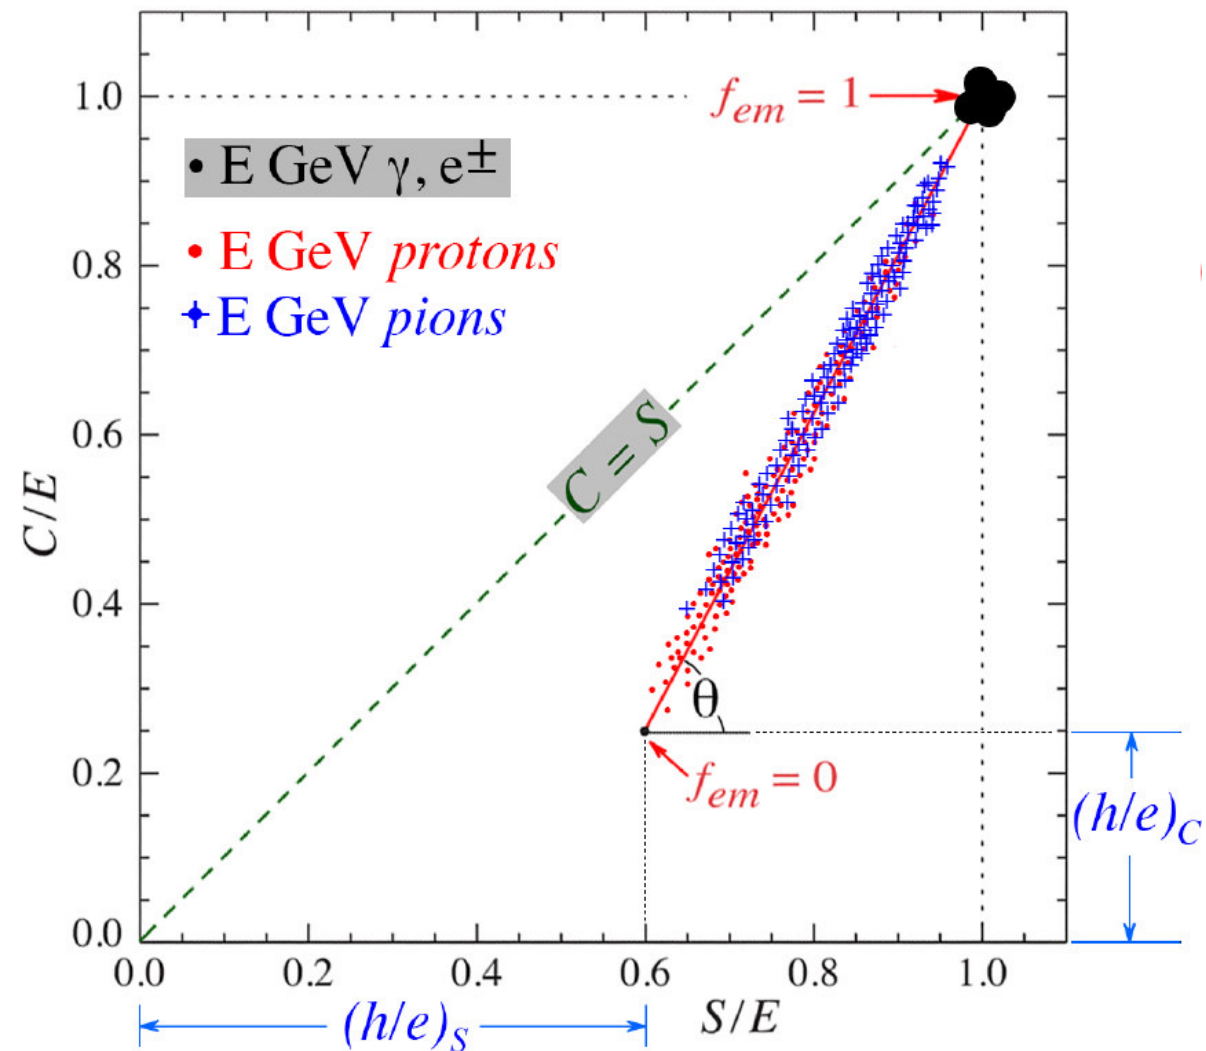 1.0
f_em = 1
• E GeV γ, e±
• E GeV protons
+ E GeV pions
0.8
C = S
0.6
C/E
0.4
θ
f_em = 0
0.2
(h/e)_C
0.0
0.0 0.2 0.4 0.6 0.8 1.0
(h/e)_S
S/E